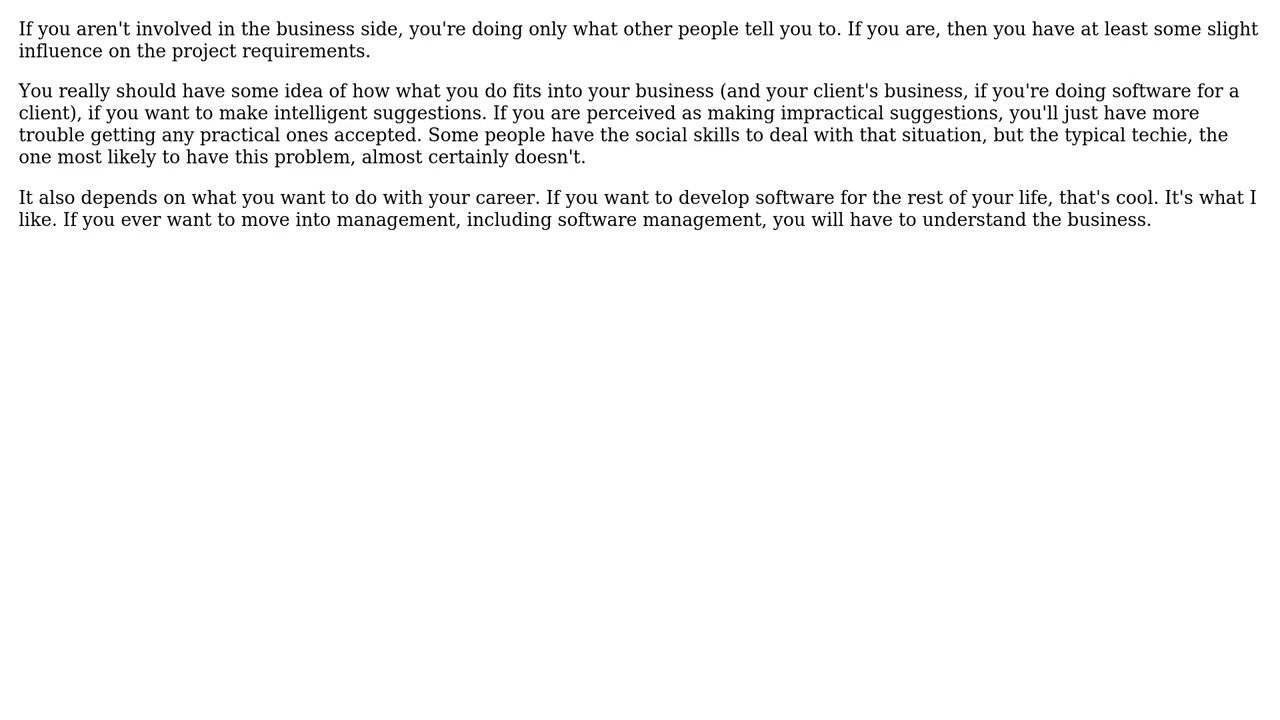 If you aren't involved in the business side, you're doing only what other people tell you to. If you are, then you have at least some slight
influence on the project requirements.
You really should have some idea of how what you do fits into your business (and your client's business, if you're doing software for a
client), if you want to make intelligent suggestions. If you are perceived as making impractical suggestions, you'll just have more
trouble getting any practical ones accepted. Some people have the social skills to deal with that situation, but the typical techie, the
one most likely to have this problem, almost certainly doesn't.
It also depends on what you want to do with your career. If you want to develop software for the rest of your life, that's cool. It's what I
like. If you ever want to move into management, including software management, you will have to understand the business.